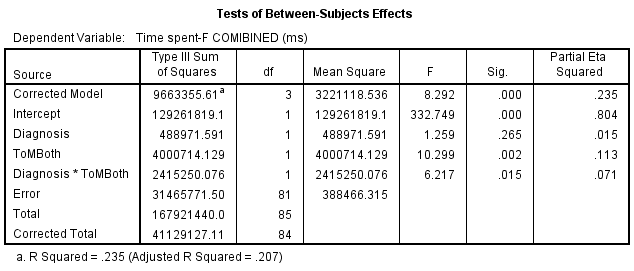 Tests of Between-Subjects Effects
Dependent Variable: Time spent-F COMIBINED (ms)
Source Type III Sum of Squares df Mean Square F Sig. Partial Eta Squared
Corrected Model 9663355.61a 3 3221118.536 8.292 .000 .235
Intercept 129261819.1 1 129261819.1 332.749 .000 .804
Diagnosis 488971.591 1 488971.591 1.259 .265 .015
ToMBoth 4000714.129 1 4000714.129 10.299 .002 .113
Diagnosis * ToMBoth 2415250.076 1 2415250.076 6.217 .015 .071
Error 31465771.50 81 388466.315
Total 167921440.0 85
Corrected Total 41129127.11 84
a. R Squared = .235 (Adjusted R Squared = .207)